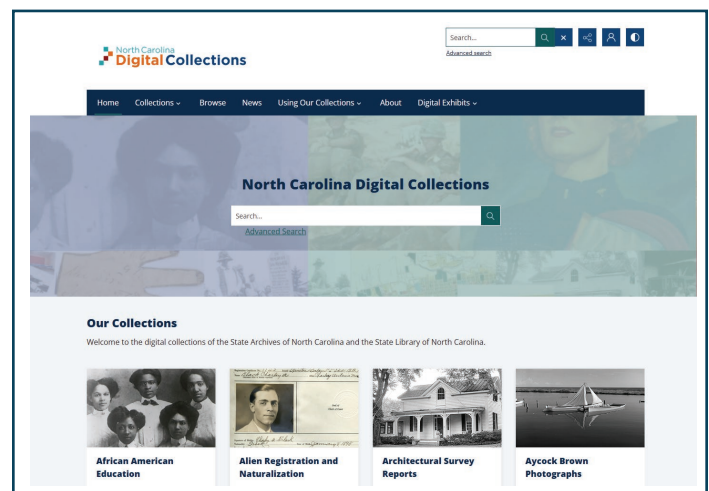 North Carolina
Digital Collections
Search...
Advanced search
Home Collections Browse News Using Our Collections About Digital Exhibits
North Carolina Digital Collections
Search...
Advanced Search
Our Collections
Welcome to the digital collections of the State Archives of North Carolina and the State Library of North Carolina.
African American
Education
Alien Registration and
Naturalization
Architectural Survey
Reports
Aycock Brown
Photographs